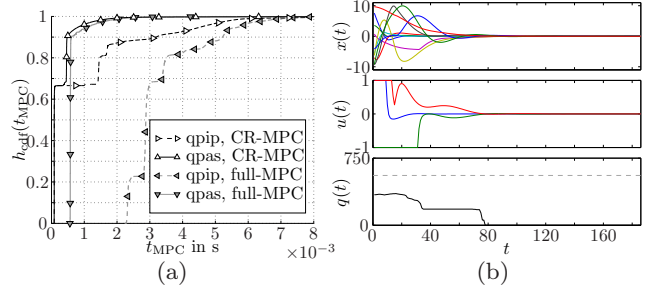 1
0.8
0.6
0.4
0.2
0
h_cdf(t_MPC)
qpip, CR-MPC
qpas, CR-MPC
qpip, full-MPC
qpas, full-MPC
0 1 2 3 4 5 6 7 8
t_MPC in s
×10⁻³
(a)
10
0
-10
x(t)
1
0
-1
u(t)
750
0
q(t)
0 40 80 120 160
t
(b)